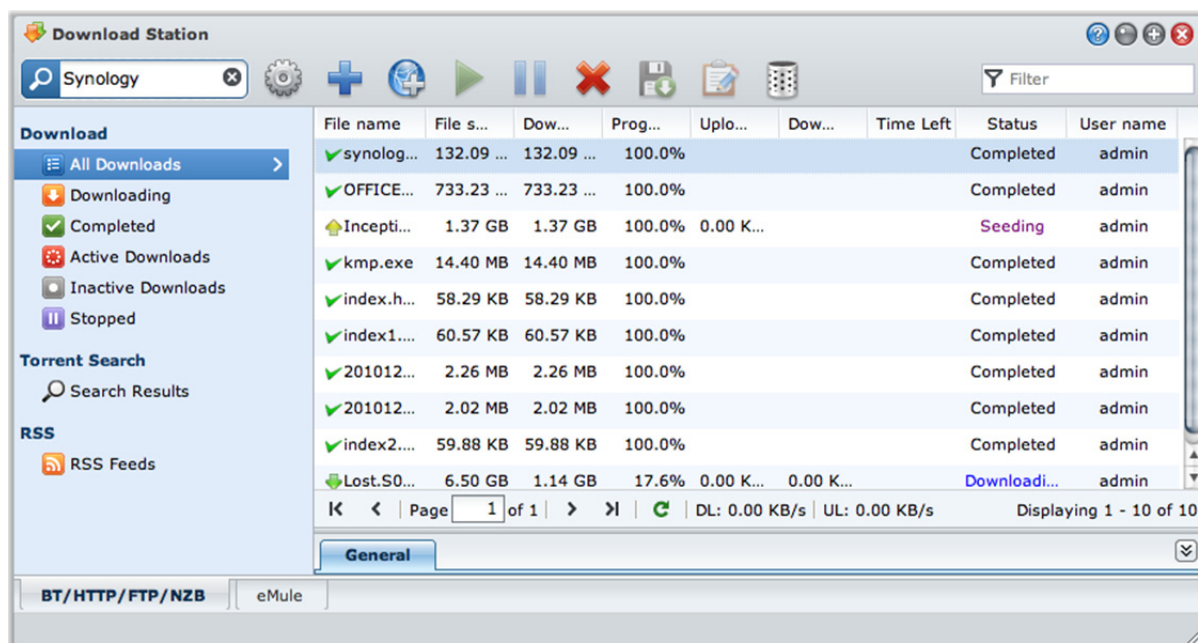 Download Station
Synology
Filter
Download
All Downloads
Downloading
Completed
Active Downloads
Inactive Downloads
Stopped
Torrent Search
Search Results
RSS
RSS Feeds
File name File s... Dow... Prog... Uplo... Dow... Time Left Status User name
synolog... 132.09 ... 132.09 ... 100.0% Completed admin
OFFICE... 733.23 ... 733.23 ... 100.0% Completed admin
Incepti... 1.37 GB 1.37 GB 100.0% 0.00 K... Seeding admin
kmp.exe 14.40 MB 14.40 MB 100.0% Completed admin
index.h... 58.29 KB 58.29 KB 100.0% Completed admin
index1.... 60.57 KB 60.57 KB 100.0% Completed admin
201012... 2.26 MB 2.26 MB 100.0% Completed admin
201012... 2.02 MB 2.02 MB 100.0% Completed admin
index2.... 59.88 KB 59.88 KB 100.0% Completed admin
Lost.S0... 6.50 GB 1.14 GB 17.6% 0.00 K... 0.00 K... Downloadi... admin
Page 1 of 1 DL: 0.00 KB/s UL: 0.00 KB/s Displaying 1 - 10 of 10
General
BT/HTTP/FTP/NZB eMule